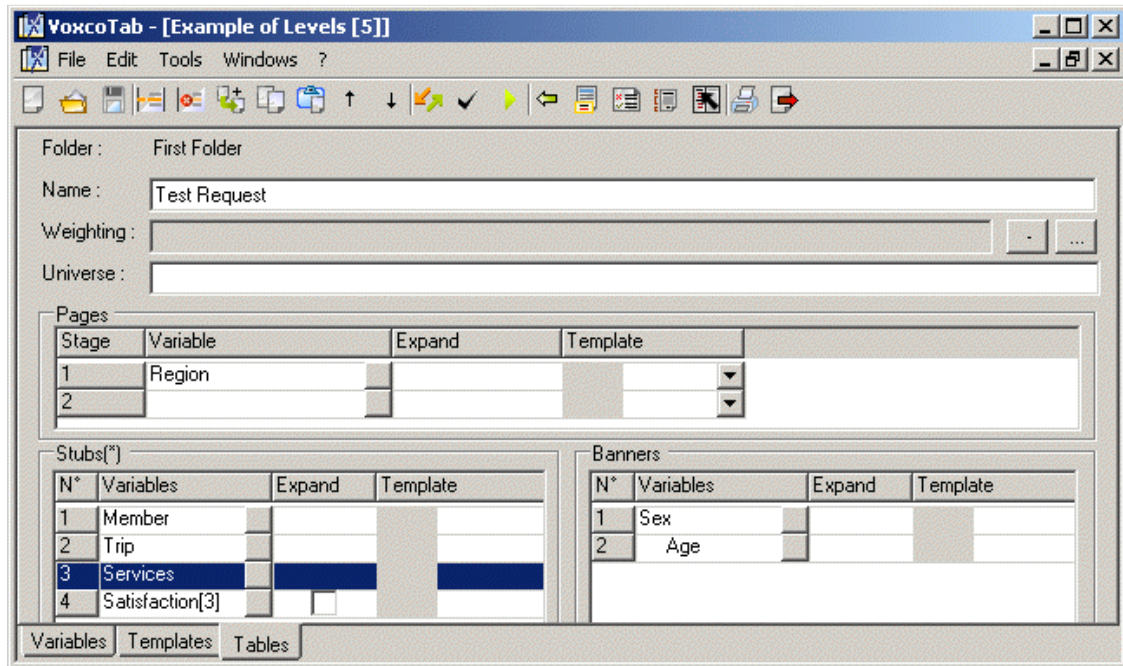 VoxcoTab - [Example of Levels [5]]
File Edit Tools Windows ?
Folder : First Folder
Name : Test Request
Weighting : - ...
Universe :
Pages
Stage Variable Expand Template
1 Region
2
Stubs(*) Banners
N° Variables Expand Template N° Variables Expand Template
1 Member 1 Sex
2 Trip 2 Age
3 Services
4 Satisfaction[3]
Variables Templates Tables